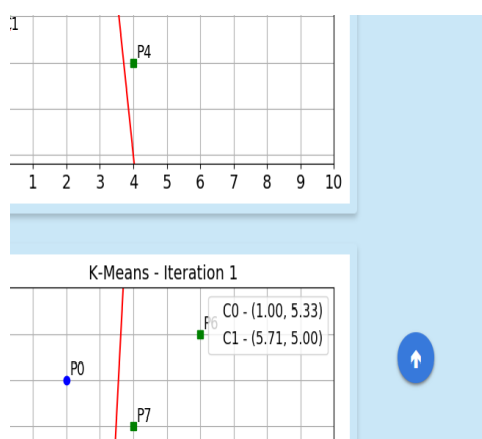 P4
1 2 3 4 5 6 7 8 9 10
K-Means - Iteration 1
C0 - (1.00, 5.33)
P6
C1 - (5.71, 5.00)
P0
P7